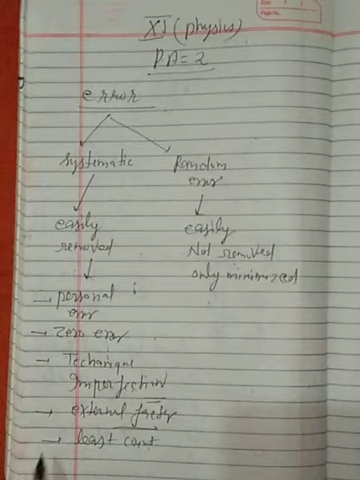 XI (physics)
PA=2
error
systematic
Random
error
easily
removed
easily
Not removed
only minimized
→ personal
error
→ zero error
→ Technique
Imperfection
→ external factor
→ least count